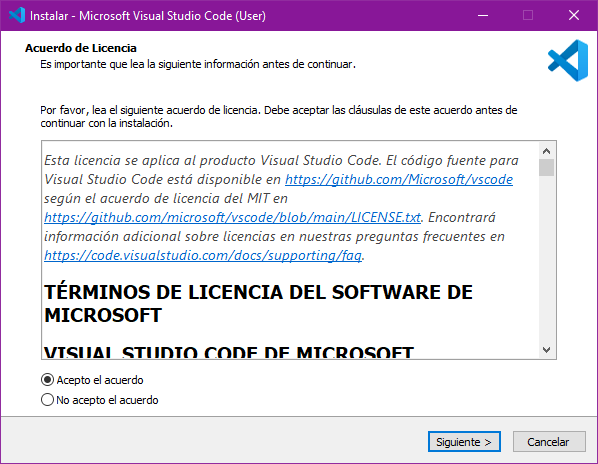 Instalar - Microsoft Visual Studio Code (User)
Acuerdo de Licencia
Es importante que lea la siguiente información antes de continuar.
Por favor, lea el siguiente acuerdo de licencia. Debe aceptar las cláusulas de este acuerdo antes de
continuar con la instalación.
Esta licencia se aplica al producto Visual Studio Code. El código fuente para
Visual Studio Code está disponible en https://github.com/Microsoft/vscode
según el acuerdo de licencia del MIT en
https://github.com/microsoft/vscode/blob/main/LICENSE.txt. Encontrará
información adicional sobre licencias en nuestras preguntas frecuentes en
https://code.visualstudio.com/docs/supporting/faq.
TÉRMINOS DE LICENCIA DEL SOFTWARE DE
MICROSOFT
VISUAL STUDIO CODE DE MICROSOFT
Acepto el acuerdo
No acepto el acuerdo
Siguiente >
Cancelar